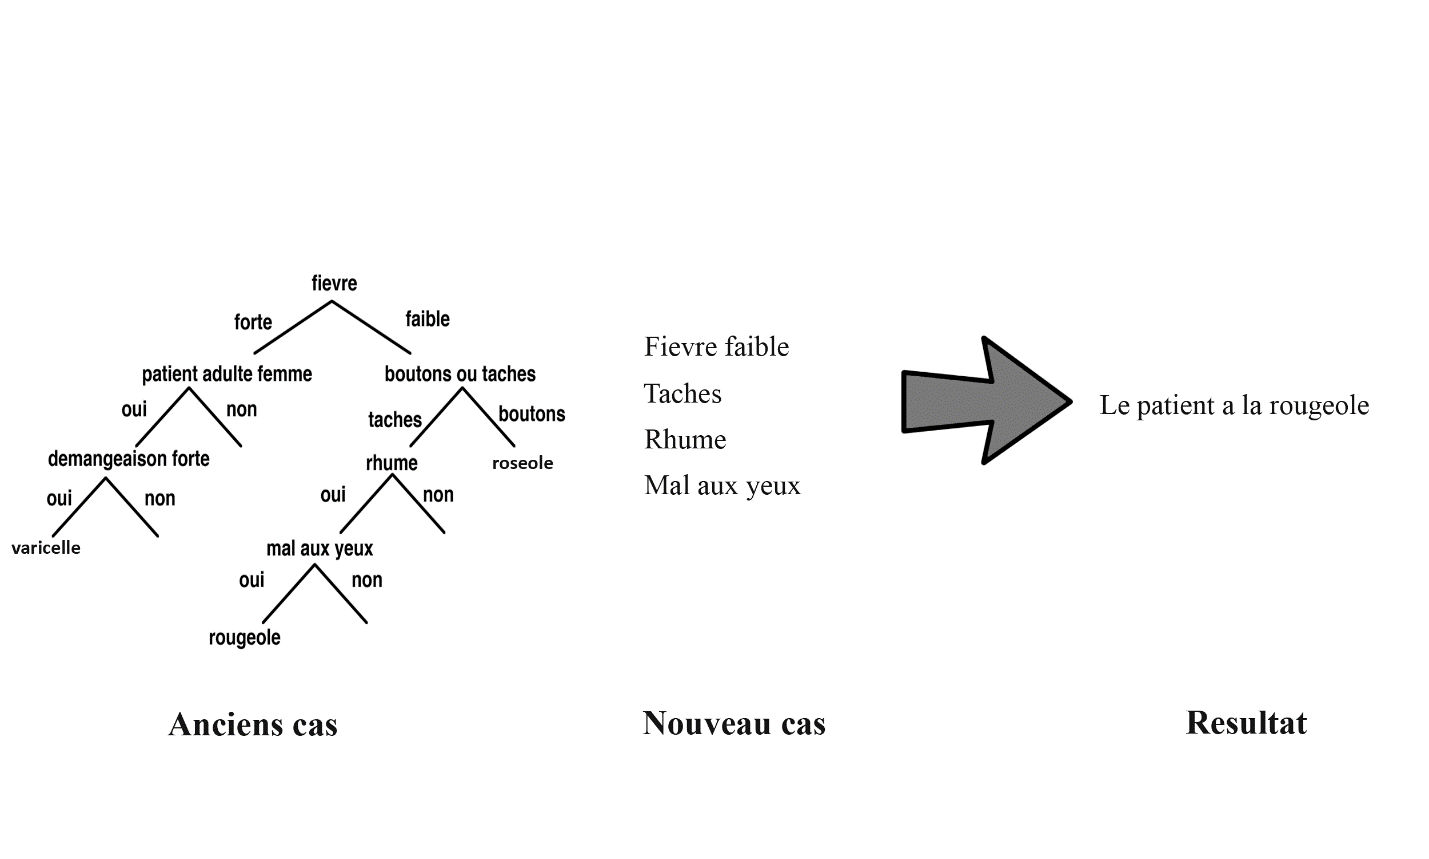 fievre
forte
faible
patient adulte femme
boutons ou taches
oui
non
taches
boutons
demangeaison forte
rhume
roseole
oui
non
oui
non
varicelle
mal aux yeux
oui
non
rougeole
Anciens cas
Fievre faible
Taches
Rhume
Mal aux yeux
Nouveau cas
Le patient a la rougeole
Resultat